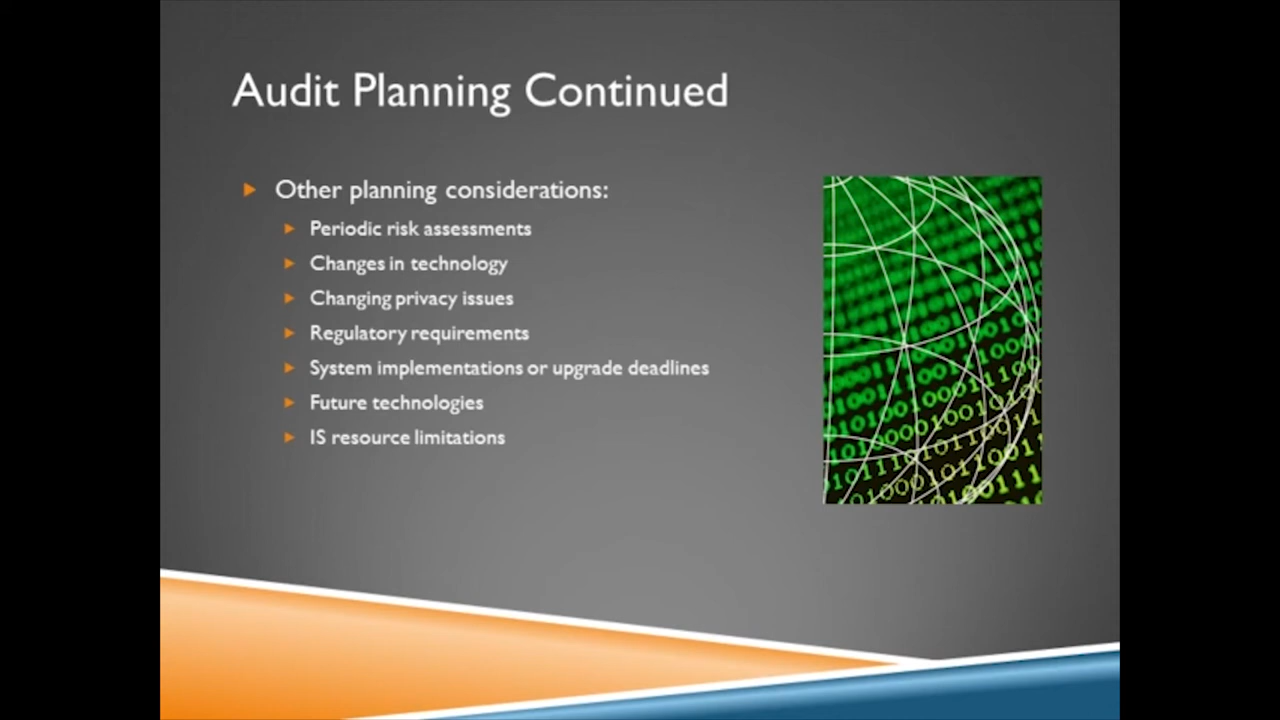 Audit Planning Continued
Other planning considerations:
Periodic risk assessments
Changes in technology
Changing privacy issues
Regulatory requirements
System implementations or upgrade deadlines
Future technologies
IS resource limitations